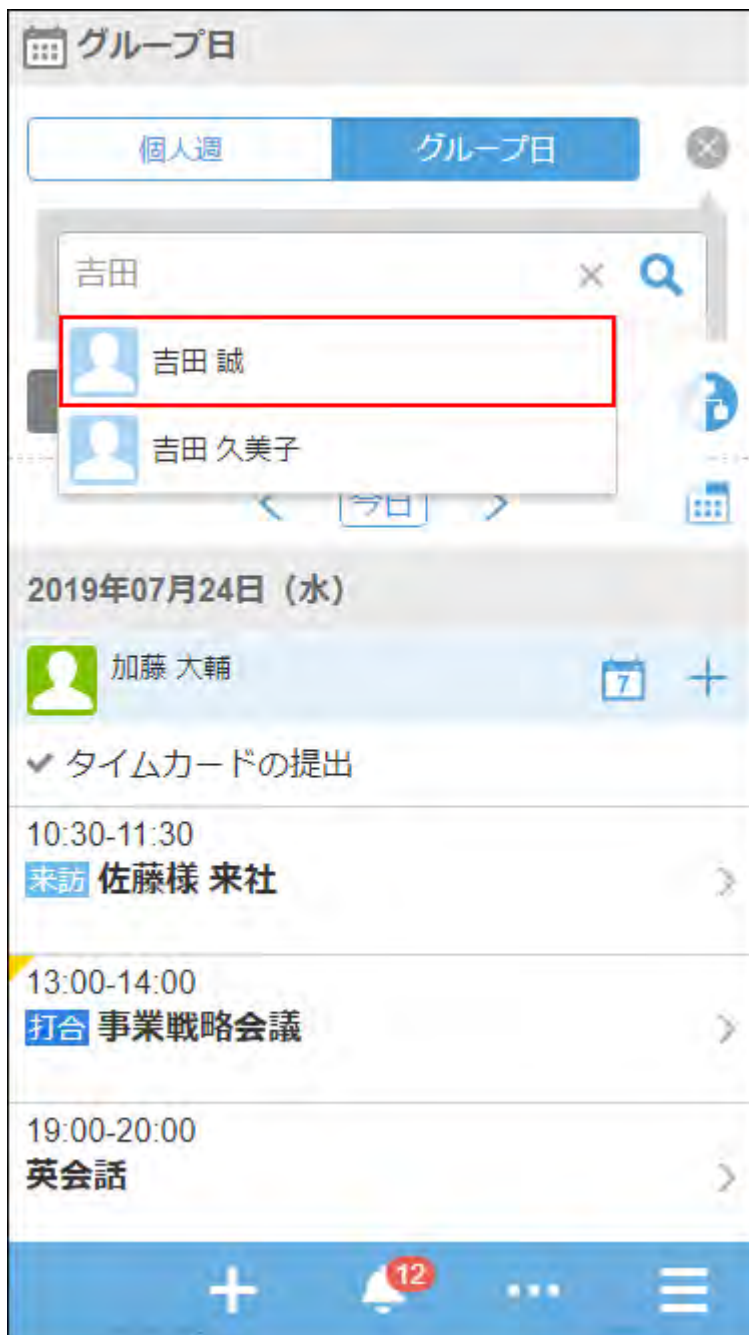 グループ日
個人週 グループ日
吉田
吉田 誠
吉田 久美子
今日
2019年07月24日（水）
加藤 大輔
7
タイムカードの提出
10:30-11:30
来訪 佐藤様 来社
13:00-14:00
打合 事業戦略会議
19:00-20:00
英会話
12